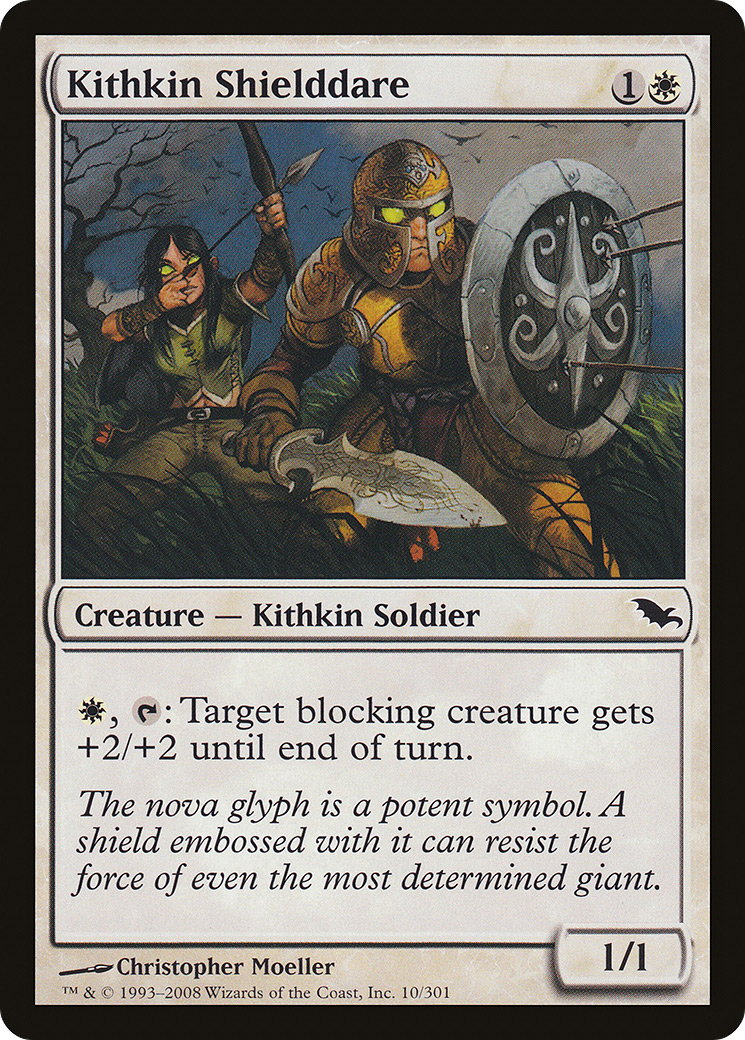 Kithkin Shielddare 1
Creature — Kithkin Soldier
, : Target blocking creature gets
+2/+2 until end of turn.
The nova glyph is a potent symbol. A
shield embossed with it can resist the
force of even the most determined giant.
1/1
Christopher Moeller
™ & © 1993–2008 Wizards of the Coast, Inc. 10/301